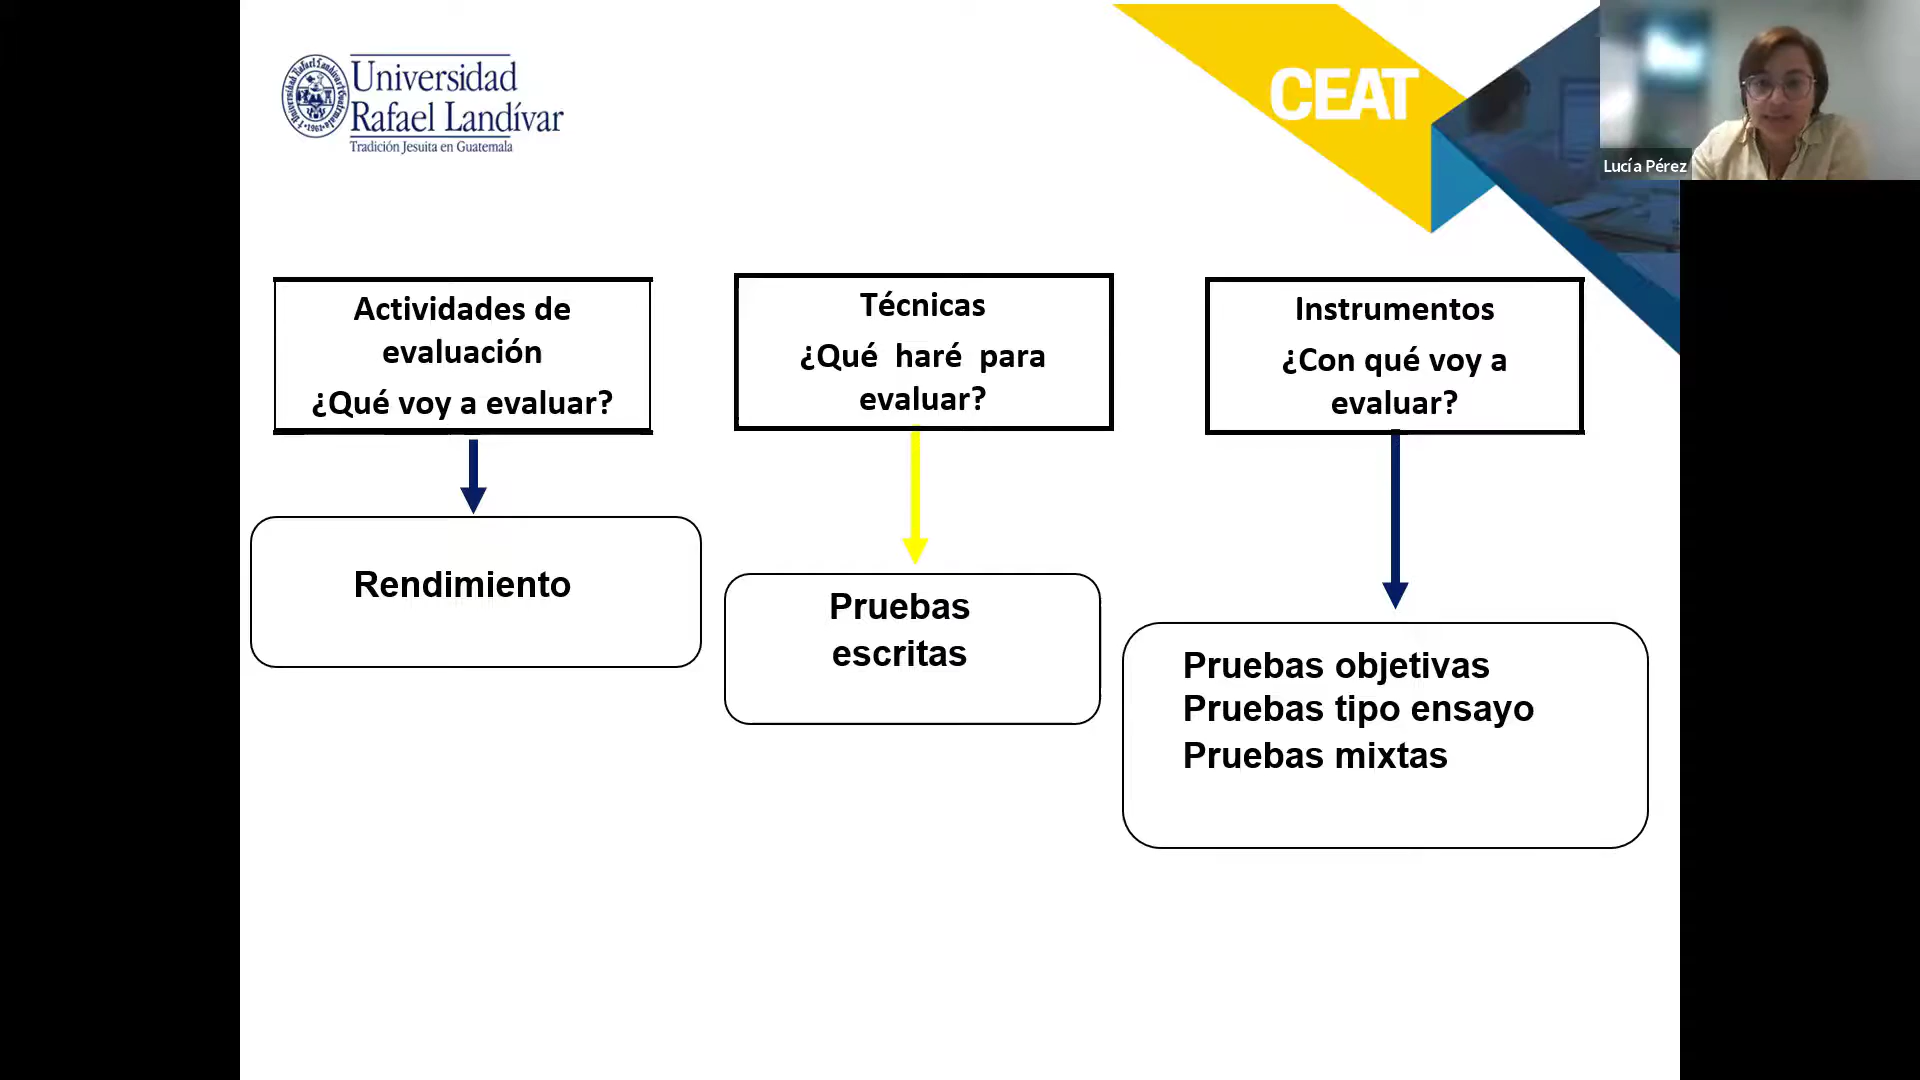 Universidad
Rafael Landívar
Tradición Jesuita en Guatemala
CEAT
Lucía Pérez
Actividades de
evaluación
¿Qué voy a evaluar?
Técnicas
¿Qué haré para
evaluar?
Instrumentos
¿Con qué voy a
evaluar?
Rendimiento
Pruebas
escritas
Pruebas objetivas
Pruebas tipo ensayo
Pruebas mixtas